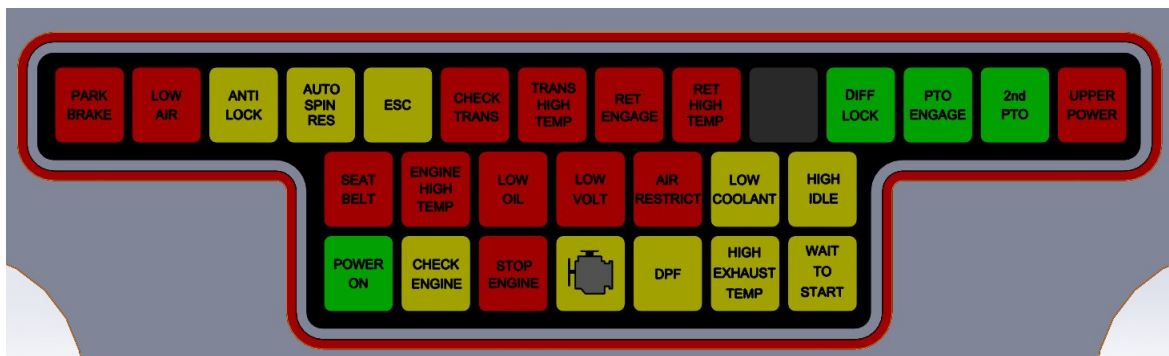 PARK
BRAKE
LOW
AIR
ANTI
LOCK
AUTO
SPIN
RES
ESC
CHECK
TRANS
TRANS
HIGH
TEMP
RET
ENGAGE
RET
HIGH
TEMP
DIFF
LOCK
PTO
ENGAGE
2nd
PTO
UPPER
POWER
SEAT
BELT
ENGINE
HIGH
TEMP
LOW
OIL
LOW
VOLT
AIR
RESTRICT
LOW
COOLANT
HIGH
IDLE
POWER
ON
CHECK
ENGINE
STOP
ENGINE
DPF
HIGH
EXHAUST
TEMP
WAIT
TO
START